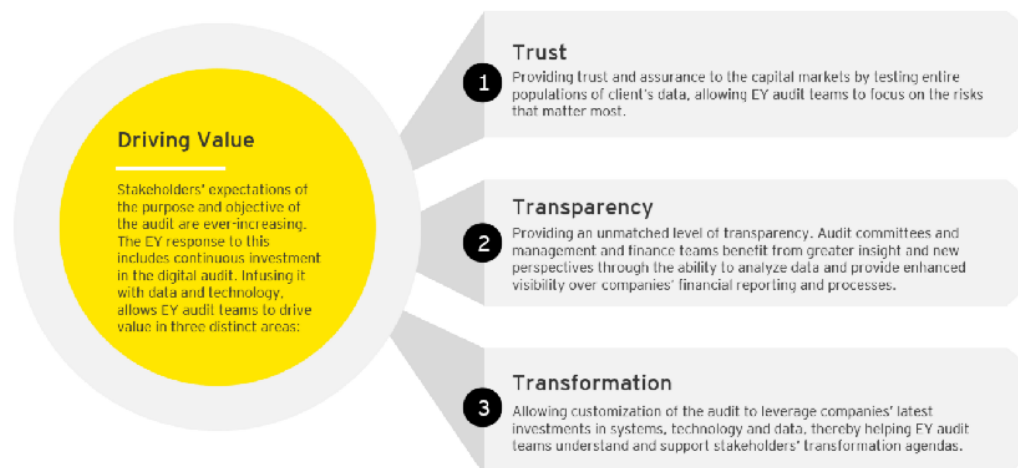 Driving Value
Stakeholders' expectations of
the purpose and objective of
the audit are ever-increasing.
The EY response to this
includes continuous investment
in the digital audit. Infusing it
with data and technology,
allows EY audit teams to drive
value in three distinct areas:
1
Trust
Providing trust and assurance to the capital markets by testing entire
populations of client's data, allowing EY audit teams to focus on the risks
that matter most.
2
Transparency
Providing an unmatched level of transparency. Audit committees and
management and finance teams benefit from greater insight and new
perspectives through the ability to analyze data and provide enhanced
visibility over companies' financial reporting and processes.
3
Transformation
Allowing customization of the audit to leverage companies' latest
investments in systems, technology and data, thereby helping EY audit
teams understand and support stakeholders' transformation agendas.